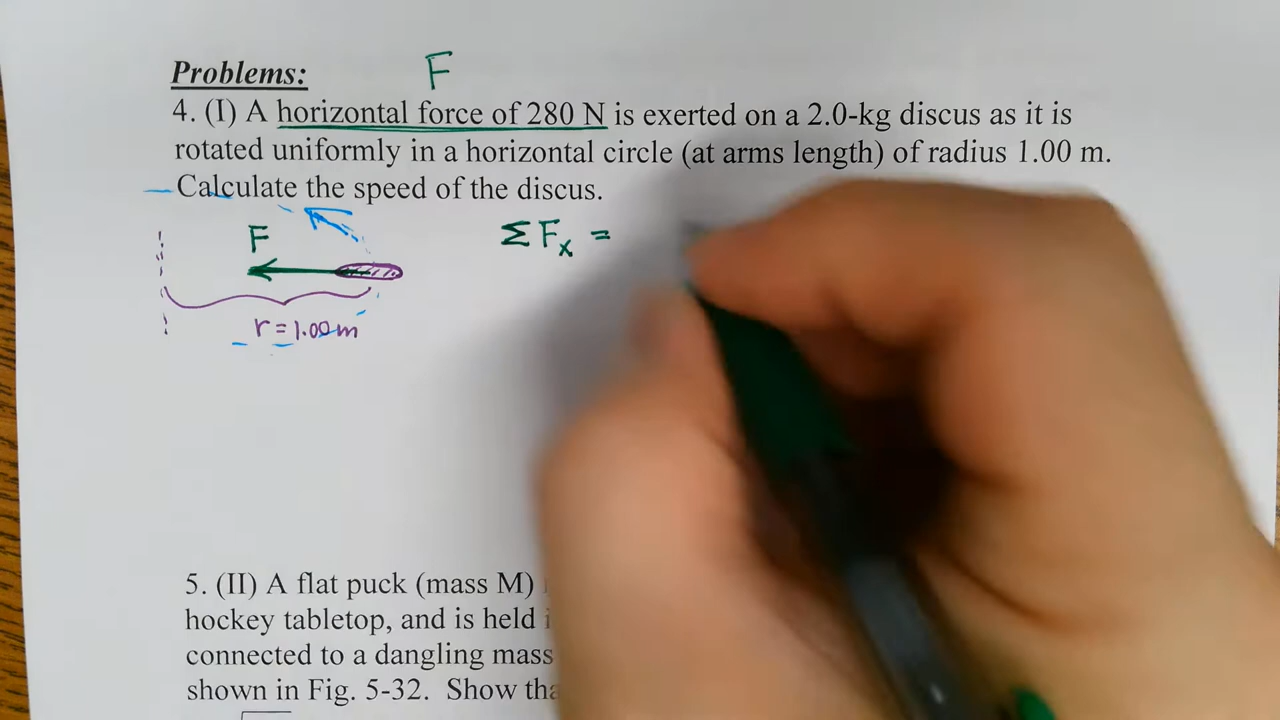 Problems:
F
4. (I) A horizontal force of 280 N is exerted on a 2.0-kg discus as it is
rotated uniformly in a horizontal circle (at arms length) of radius 1.00 m.
Calculate the speed of the discus.
F
ΣFx =
r = 1.00 m
5. (II) A flat puck (mass M)
hockey tabletop, and is held
connected to a dangling mass
shown in Fig. 5-32. Show